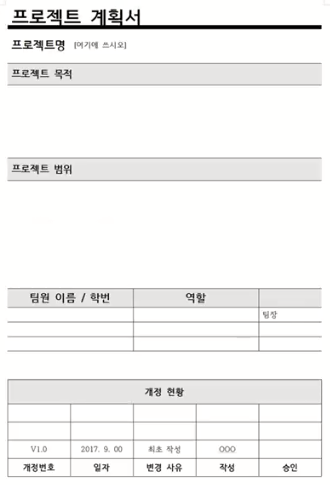 프로젝트 계획서
프로젝트명 [여기에 쓰시오]
프로젝트 목적
프로젝트 범위
팀원 이름 / 학번 역할
팀장
개정 현황
V1.0 2017. 9. 00 최초 작성 OOO
개정번호 일자 변경 사유 작성 승인